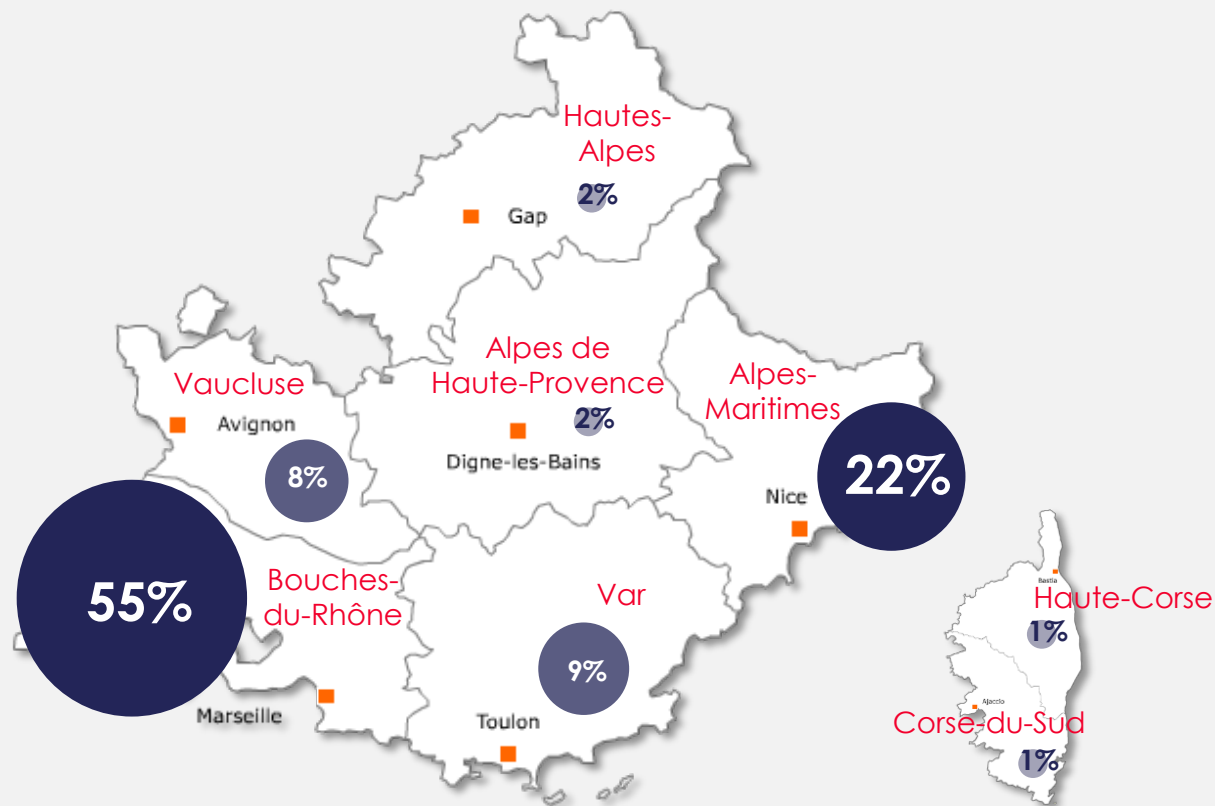 Hautes-
Alpes
2%
Gap
Alpes de
Haute-Provence
2%
Digne-les-Bains
Vaucluse
Avignon
8%
Alpes-
Maritimes
22%
Nice
55%
Bouches-
du-Rhône
Marseille
Var
9%
Toulon
Bastia
Haute-Corse
1%
Ajaccio
Corse-du-Sud
1%